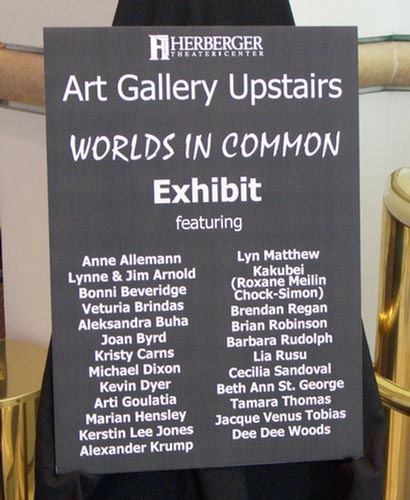 HERBERGER
THEATER CENTER
Art Gallery Upstairs
WORLDS IN COMMON
Exhibit
featuring
Anne Allemann
Lynne & Jim Arnold
Bonni Beveridge
Veturia Brindas
Aleksandra Buha
Joan Byrd
Kristy Carns
Michael Dixon
Kevin Dyer
Arti Goulatia
Marian Hensley
Kerstin Lee Jones
Alexander Krump
Lyn Matthew
Kakubei
(Roxane Meilin
Chock-Simon)
Brendan Regan
Brian Robinson
Barbara Rudolph
Lia Rusu
Cecilia Sandoval
Beth Ann St. George
Tamara Thomas
Jacque Venus Tobias
Dee Dee Woods